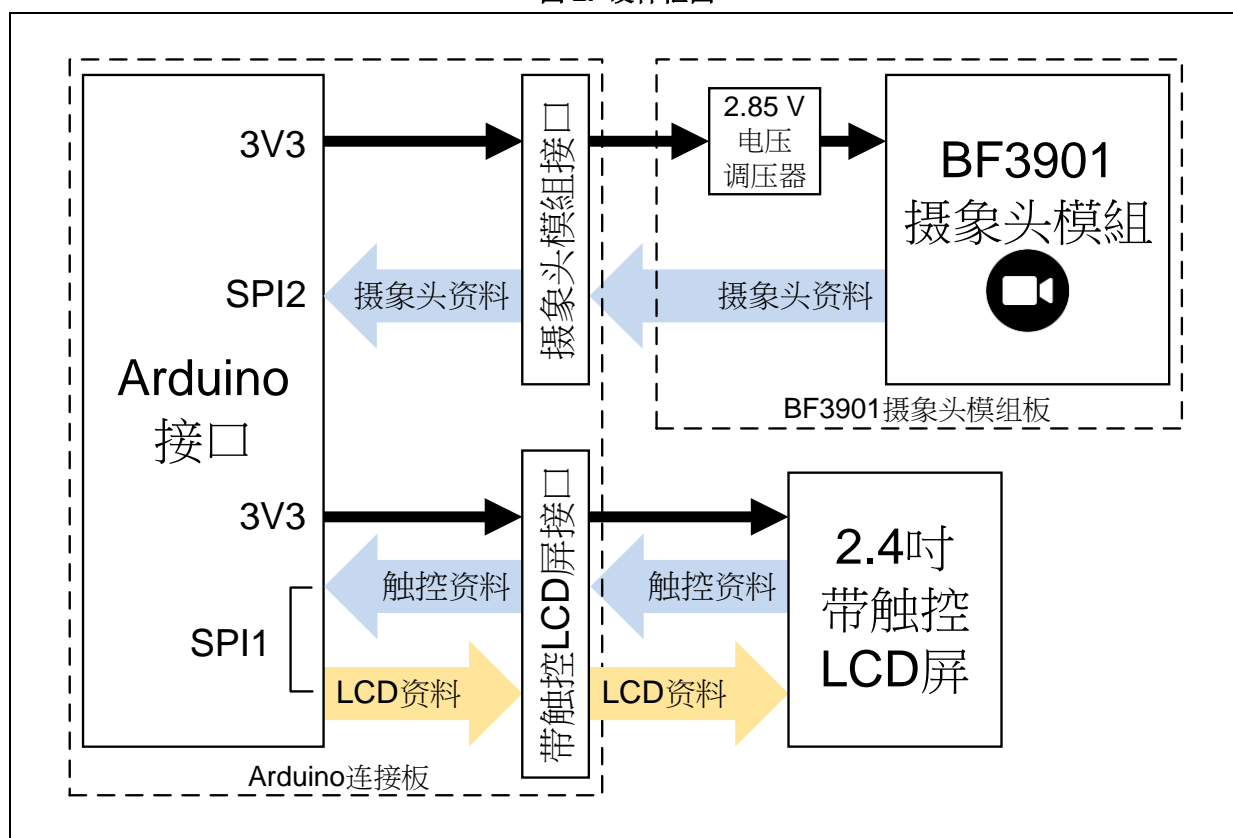 3V3
2.85 V
电压
调压器
BF3901
摄象头模組
摄象头模組接口
SPI2
摄象头资料
摄象头资料
Arduino
接口
BF3901摄象头模组板
3V3
带触控LCD屏接口
2.4吋
带触控
LCD屏
触控资料
触控资料
SPI1
LCD资料
LCD资料
Arduino连接板